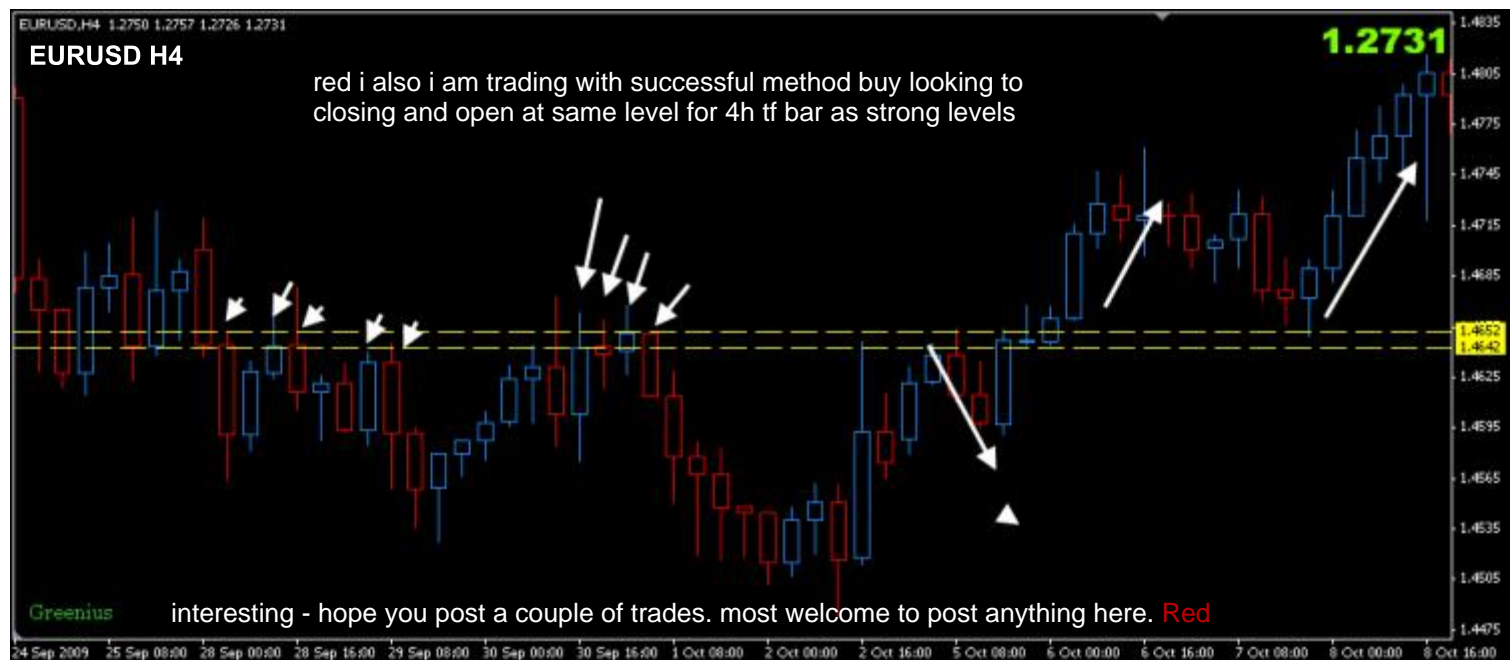 EURUSD,H4 1.2750 1.2757 1.2726 1.2731
1.2731
EURUSD H4
red i also i am trading with successful method buy looking to
closing and open at same level for 4h tf bar as strong levels
1.4835
1.4805
1.4775
1.4745
1.4715
1.4685
1.4652
1.4642
1.4625
1.4595
1.4565
1.4535
1.4505
1.4475
Greenius
interesting - hope you post a couple of trades. most welcome to post anything here. Red
24 Sep 2009 25 Sep 08:00 28 Sep 00:00 28 Sep 16:00 29 Sep 08:00 30 Sep 00:00 30 Sep 16:00 1 Oct 08:00 2 Oct 00:00 2 Oct 16:00 5 Oct 08:00 6 Oct 00:00 6 Oct 16:00 7 Oct 08:00 8 Oct 00:00 8 Oct 16:00